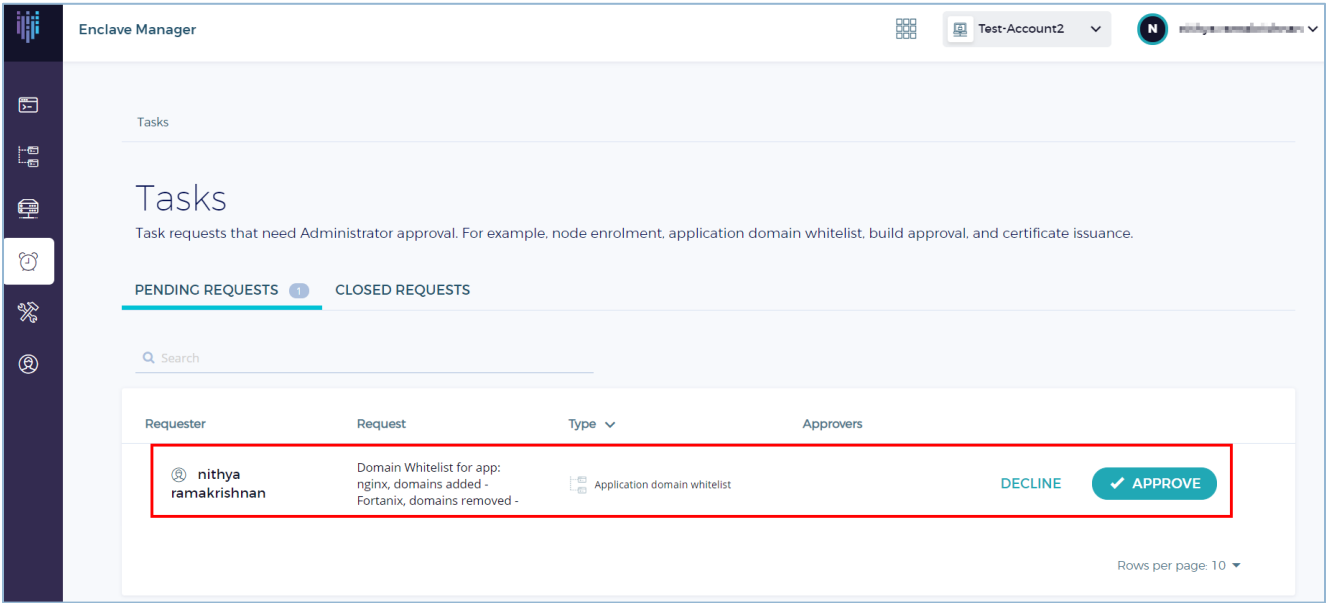 Enclave Manager
Test-Account2
N
Tasks
Tasks
Task requests that need Administrator approval. For example, node enrolment, application domain whitelist, build approval, and certificate issuance.
PENDING REQUESTS 1 CLOSED REQUESTS
Search
Requester Request Type Approvers
nithya
ramakrishnan
Domain Whitelist for app:
nginx, domains added -
Fortanix, domains removed -
Application domain whitelist
DECLINE
APPROVE
Rows per page: 10